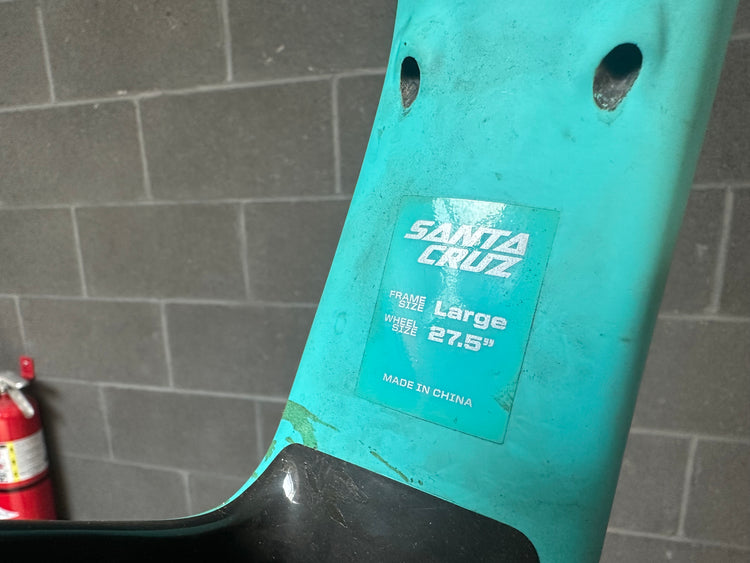 SANTA
CRUZ
FRAME
SIZE Large
WHEEL
SIZE 27.5"
MADE IN CHINA